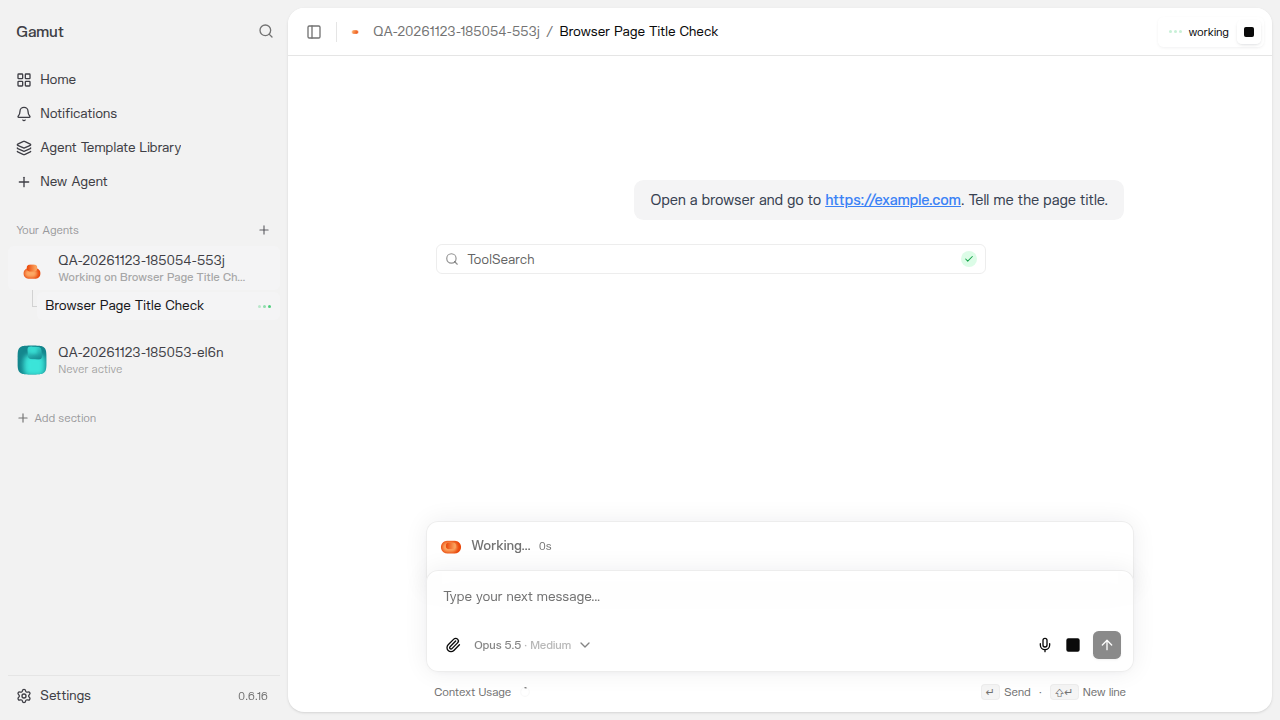 Gamut
Home
Notifications
Agent Template Library
New Agent
Your Agents
QA-20261123-185054-553j
Working on Browser Page Title Ch...
Browser Page Title Check
QA-20261123-185053-el6n
Never active
Add section
Settings
0.6.16
QA-20261123-185054-553j / Browser Page Title Check
working
Open a browser and go to https://example.com. Tell me the page title.
ToolSearch
Working... 0s
Type your next message...
Opus 5.5 · Medium
Context Usage
Send · New line